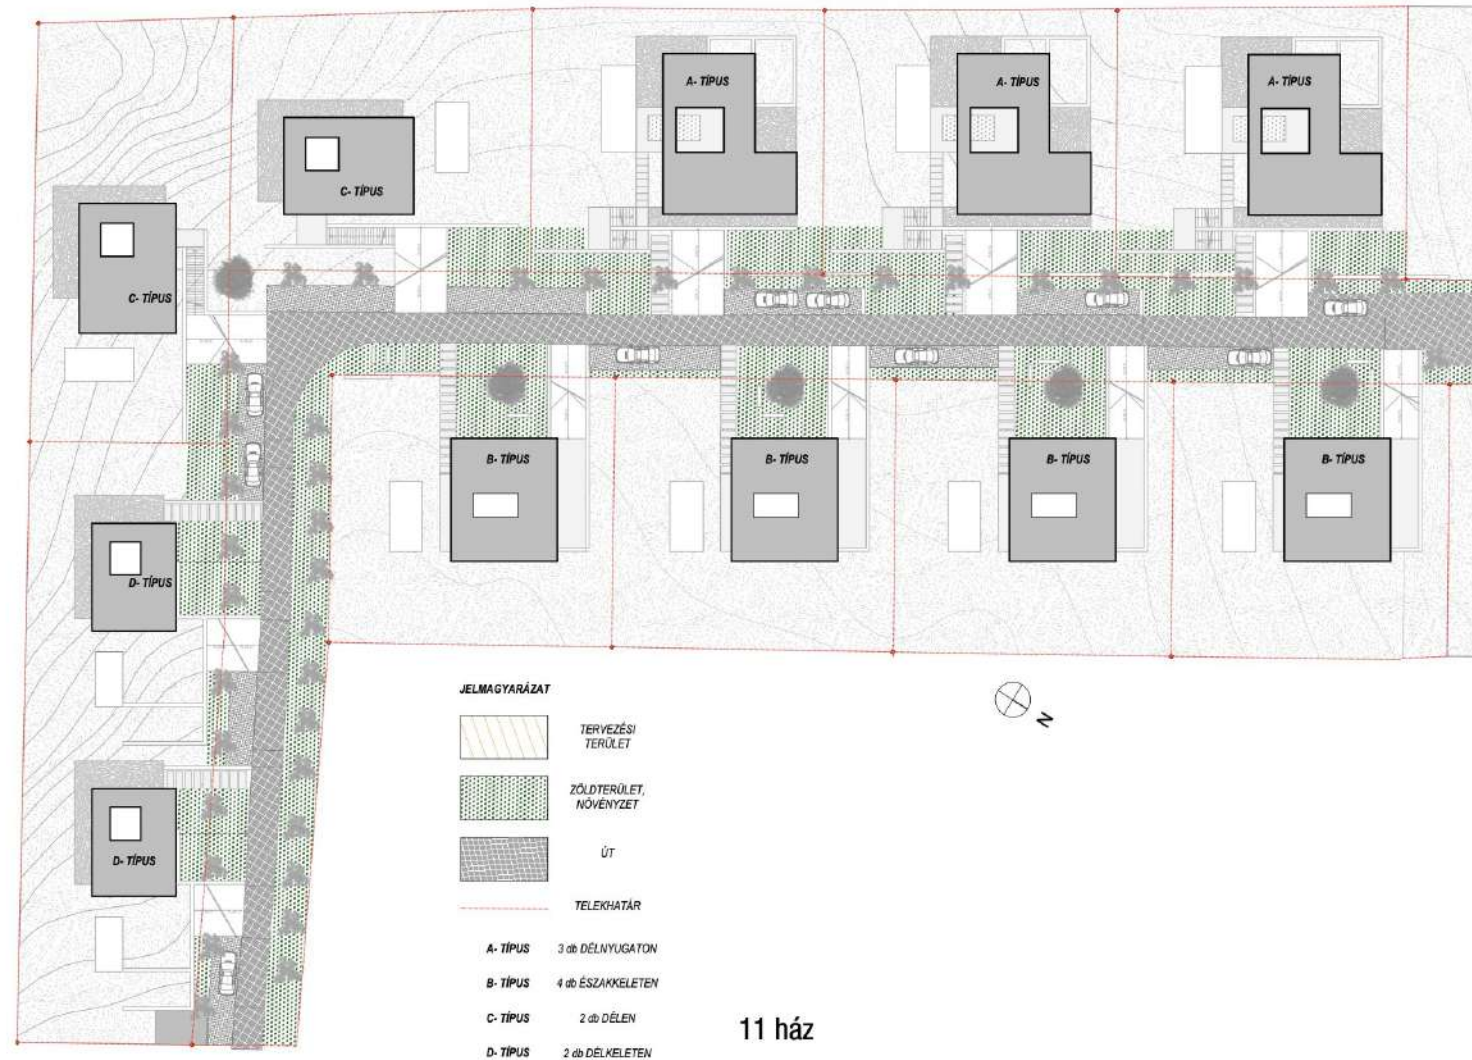 A- TÍPUS
A- TÍPUS
A- TÍPUS
C- TÍPUS
C- TÍPUS
B- TÍPUS
B- TÍPUS
B- TÍPUS
B- TÍPUS
D- TÍPUS
D- TÍPUS
JELMAGYARÁZAT
N
TERVEZÉSI
TERÜLET
ZÖLDTERÜLET,
NÖVÉNYZET
ÚT
TELEKHATÁR
A- TÍPUS 3 db DÉLNYUGATON
B- TÍPUS 4 db ÉSZAKKELETEN
C- TÍPUS 2 db DÉLEN
D- TÍPUS 2 db DÉLKELETEN
11 ház